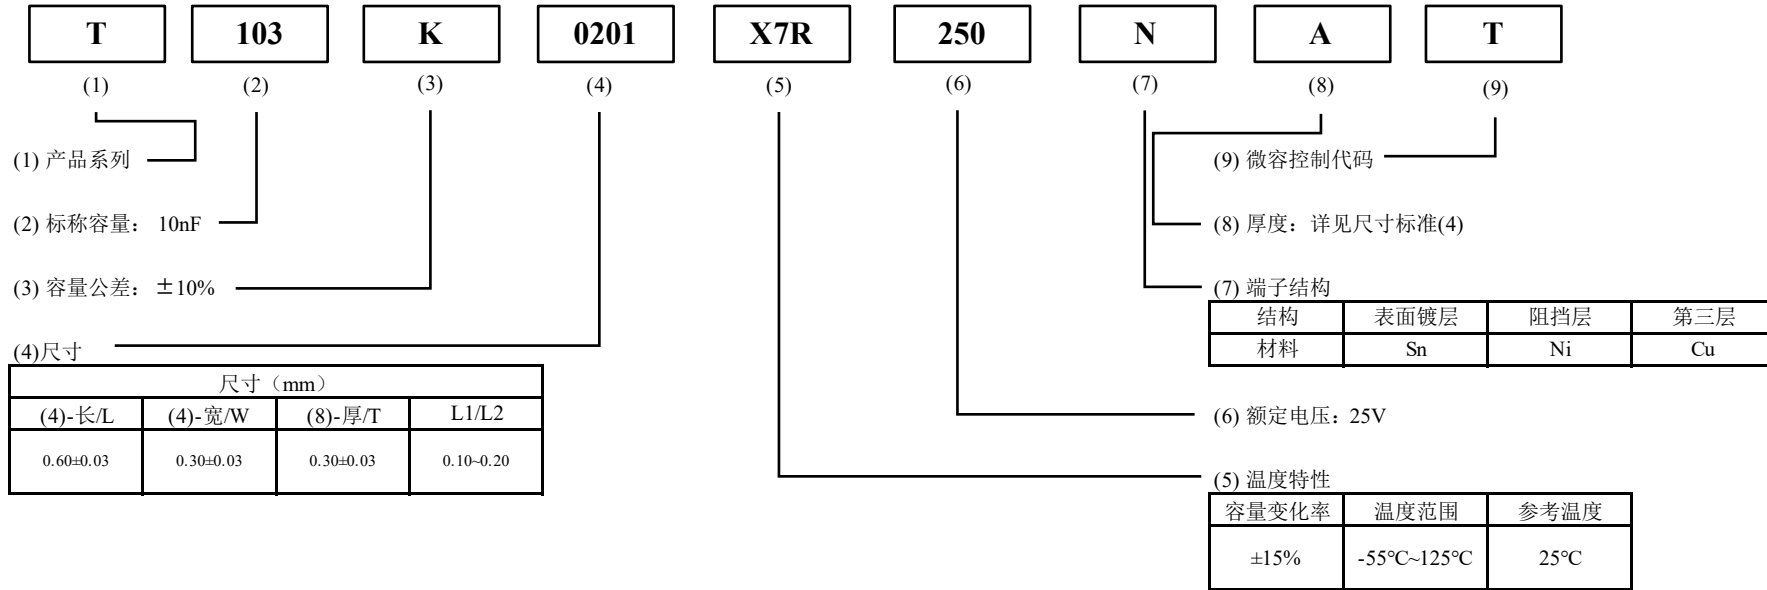 T 103 K 0201 X7R 250 N A T
(1) (2) (3) (4) (5) (6) (7) (8) (9)
(1) 产品系列
(2) 标称容量： 10nF
(3) 容量公差： ±10%
(4)尺寸
尺寸（mm）
(4)-长/L (4)-宽/W (8)-厚/T L1/L2
0.60±0.03 0.30±0.03 0.30±0.03 0.10~0.20
(9) 微容控制代码
(8) 厚度：详见尺寸标准(4)
(7) 端子结构
结构 表面镀层 阻挡层 第三层
材料 Sn Ni Cu
(6) 额定电压：25V
(5) 温度特性
容量变化率 温度范围 参考温度
±15% -55℃~125℃ 25℃